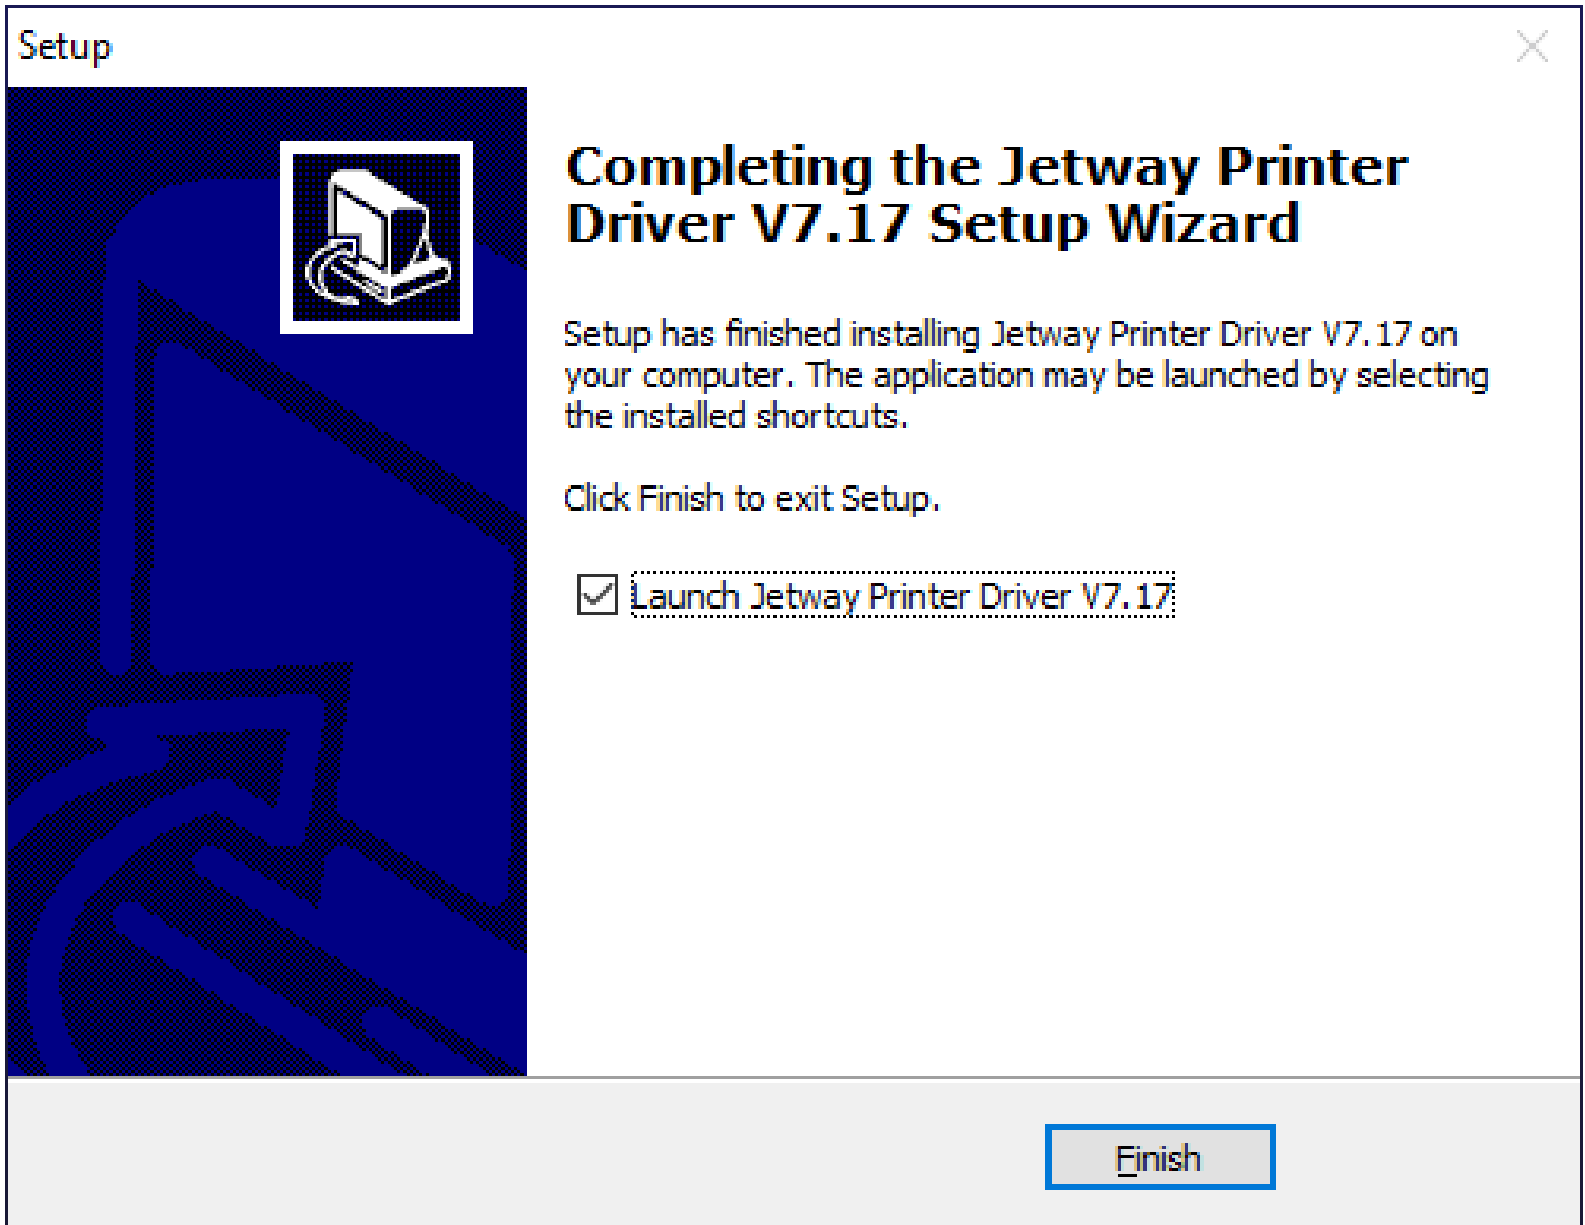 Setup
Completing the Jetway Printer
Driver V7.17 Setup Wizard
Setup has finished installing Jetway Printer Driver V7.17 on
your computer. The application may be launched by selecting
the installed shortcuts.
Click Finish to exit Setup.
Launch Jetway Printer Driver V7.17
Finish